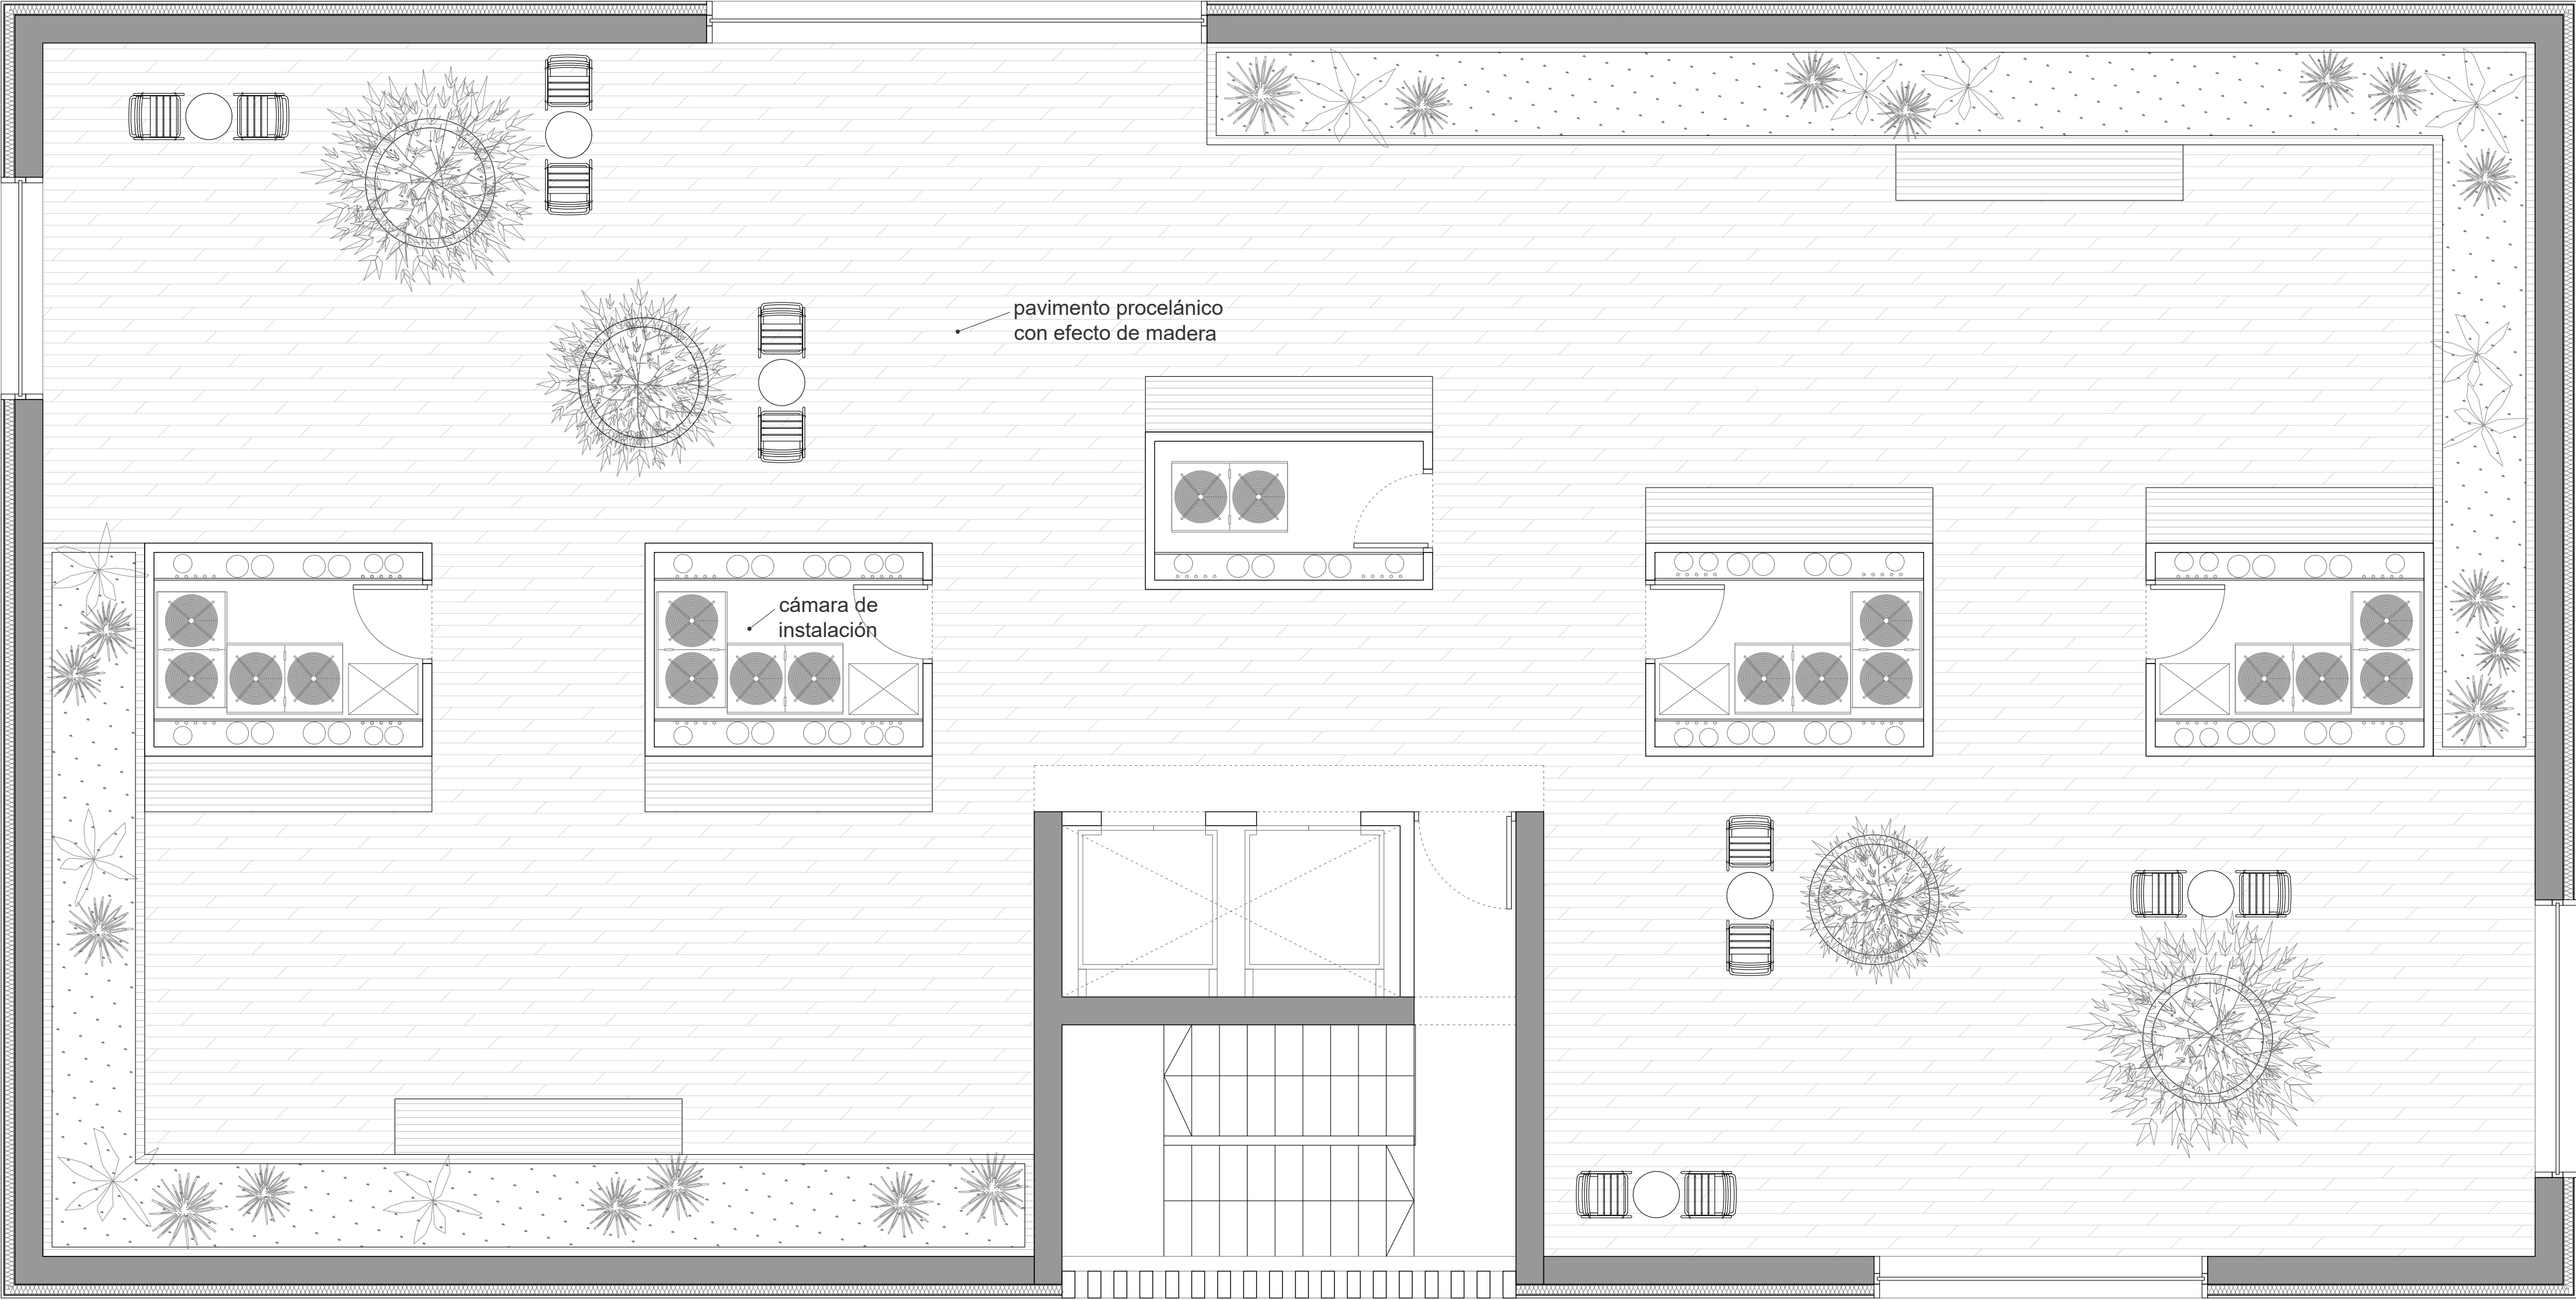 pavimento procelánico
con efecto de madera
cámara de
instalación